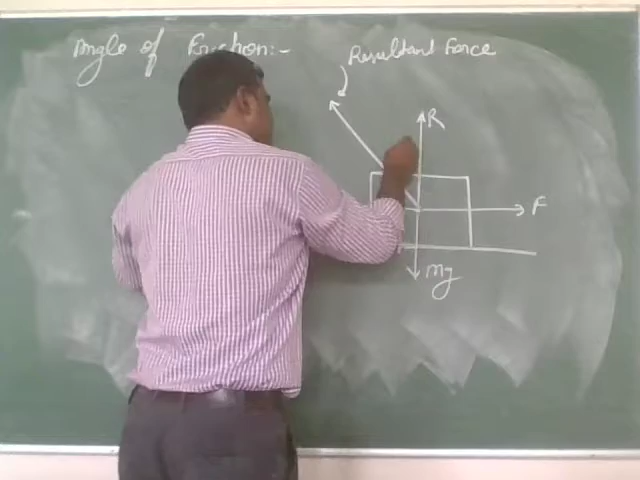 Angle of Friction:-
Resultant Force
R
F
mg